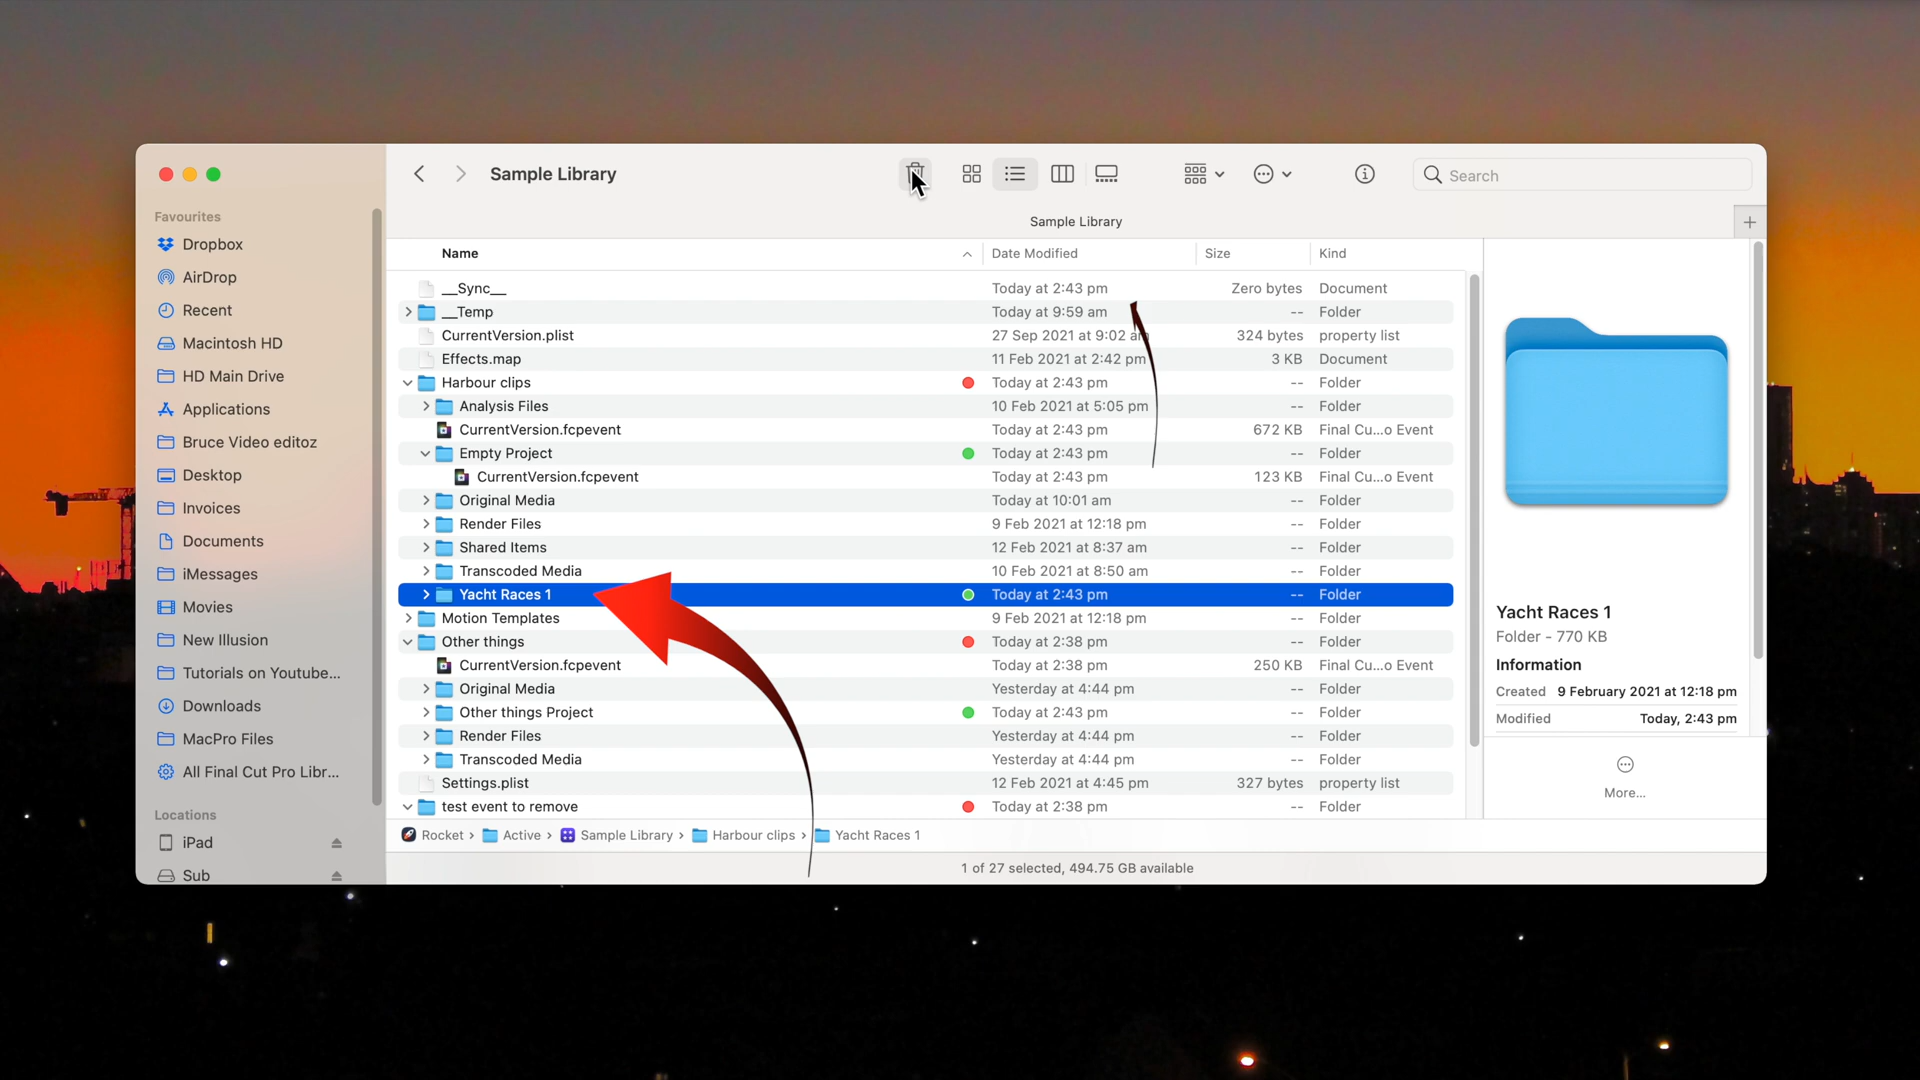 Sample Library
Search
Sample Library
Favourites
Dropbox
AirDrop
Recent
Macintosh HD
HD Main Drive
Applications
Bruce Video editoz
Desktop
Invoices
Documents
iMessages
Movies
New Illusion
Tutorials on Youtube...
Downloads
MacPro Files
All Final Cut Pro Libr...
Locations
iPad
Sub
Name Date Modified Size Kind
__Sync__ Today at 2:43 pm Zero bytes Document
__Temp Today at 9:59 am -- Folder
CurrentVersion.plist 27 Sep 2021 at 9:02 am 324 bytes property list
Effects.map 11 Feb 2021 at 2:42 pm 3 KB Document
Harbour clips Today at 2:43 pm -- Folder
Analysis Files 10 Feb 2021 at 5:05 pm -- Folder
CurrentVersion.fcpevent Today at 2:43 pm 672 KB Final Cu...o Event
Empty Project Today at 2:43 pm -- Folder
CurrentVersion.fcpevent Today at 2:43 pm 123 KB Final Cu...o Event
Original Media Today at 10:01 am -- Folder
Render Files 9 Feb 2021 at 12:18 pm -- Folder
Shared Items 12 Feb 2021 at 8:37 am -- Folder
Transcoded Media 10 Feb 2021 at 8:50 am -- Folder
Yacht Races 1 Today at 2:43 pm -- Folder
Motion Templates 9 Feb 2021 at 12:18 pm -- Folder
Other things Today at 2:38 pm -- Folder
CurrentVersion.fcpevent Today at 2:38 pm 250 KB Final Cu...o Event
Original Media Yesterday at 4:44 pm -- Folder
Other things Project Today at 2:43 pm -- Folder
Render Files Yesterday at 4:44 pm -- Folder
Transcoded Media Yesterday at 4:44 pm -- Folder
Settings.plist 12 Feb 2021 at 4:45 pm 327 bytes property list
test event to remove Today at 2:38 pm -- Folder
Yacht Races 1
Folder - 770 KB
Information
Created 9 February 2021 at 12:18 pm
Modified Today, 2:43 pm
More...
Rocket › Active › Sample Library › Harbour clips › Yacht Races 1
1 of 27 selected, 494.75 GB available